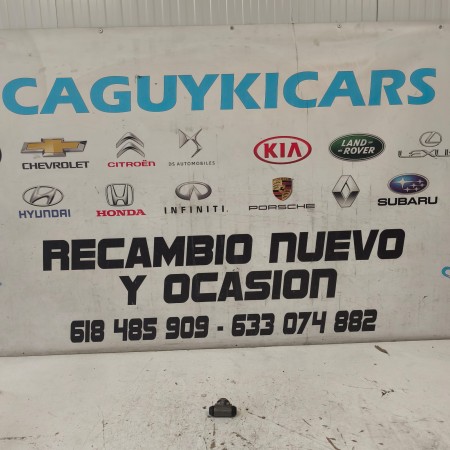 CAGUYKICARS
CHEVROLET CITROËN DE AUTOMOBILES KIA LAND ROVER LEXUS
HYUNDAI HONDA INFINITI PORSCHE SUBARU
RECAMBIO NUEVO
Y OCASION
618 485 909 - 633 074 882